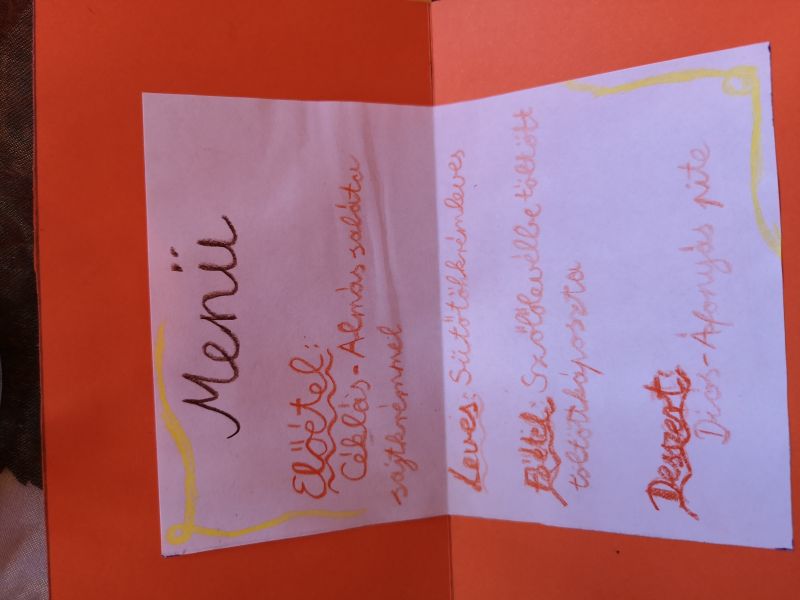 Menü
Előétel:
Céklás-Almás saláta
sajtkrémmel
Leves: Sütőtökkrémleves
Főétel: Szőlőlevélbe töltött
töltöttkáposzta
Desszert:
Diós-Áfonyás pite